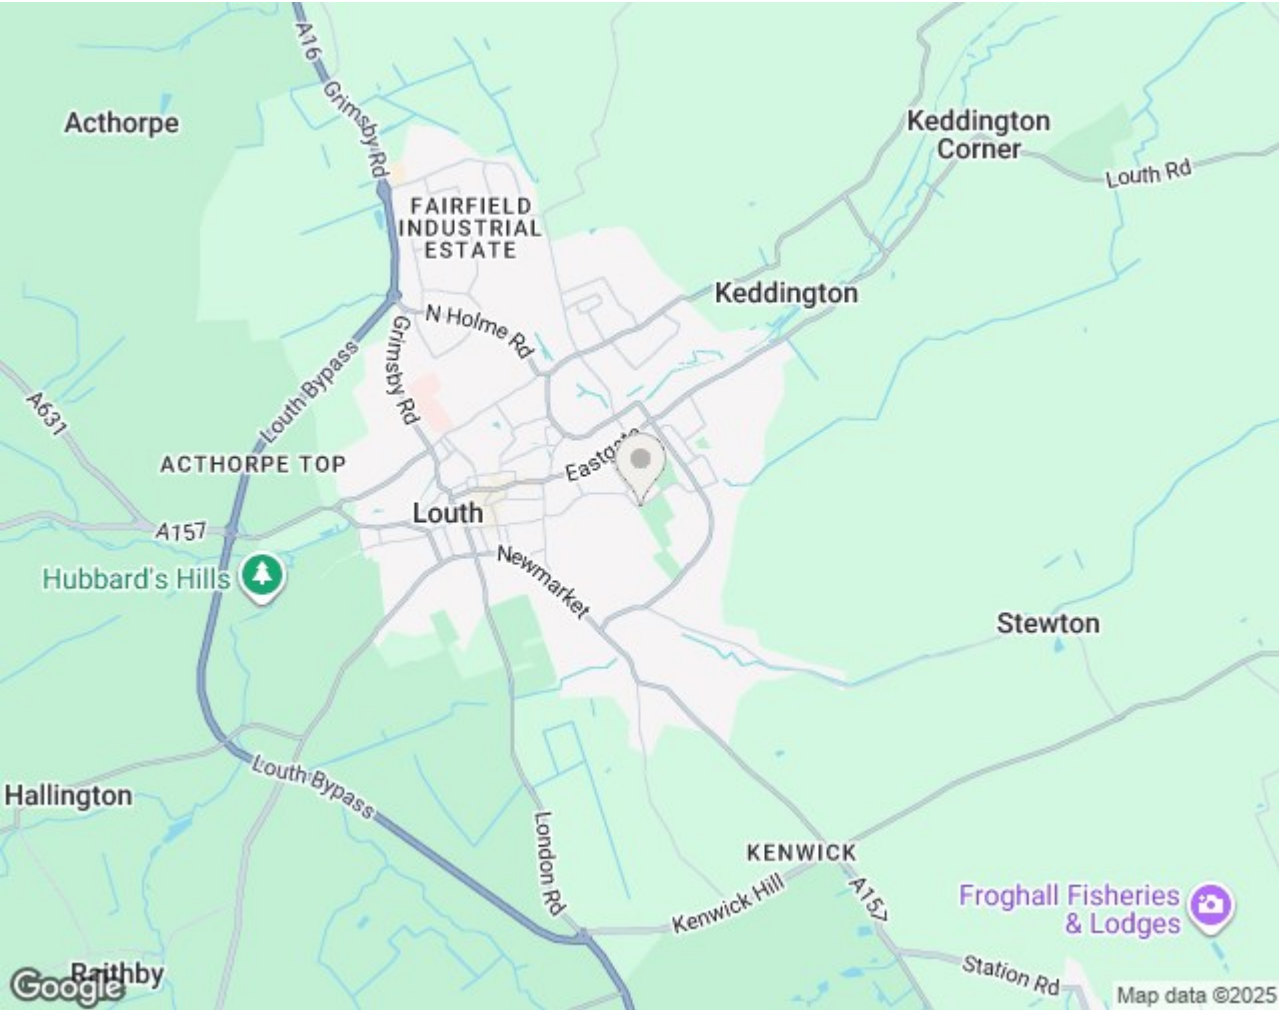 A16
Grimsby Rd
Acthorpe
Keddington
Corner
Louth Rd
FAIRFIELD
INDUSTRIAL
ESTATE
Keddington
N Holme Rd
Grimsby Rd
Louth Bypass
A631
ACTHORPE TOP
Eastgate
Louth
A157
Newmarket
Hubbard's Hills
Stewton
Louth Bypass
Hallington
London Rd
KENWICK
Kenwick Hill
A157
Froghall Fisheries
& Lodges
Station Rd
Raithby
Google
Map data ©2025